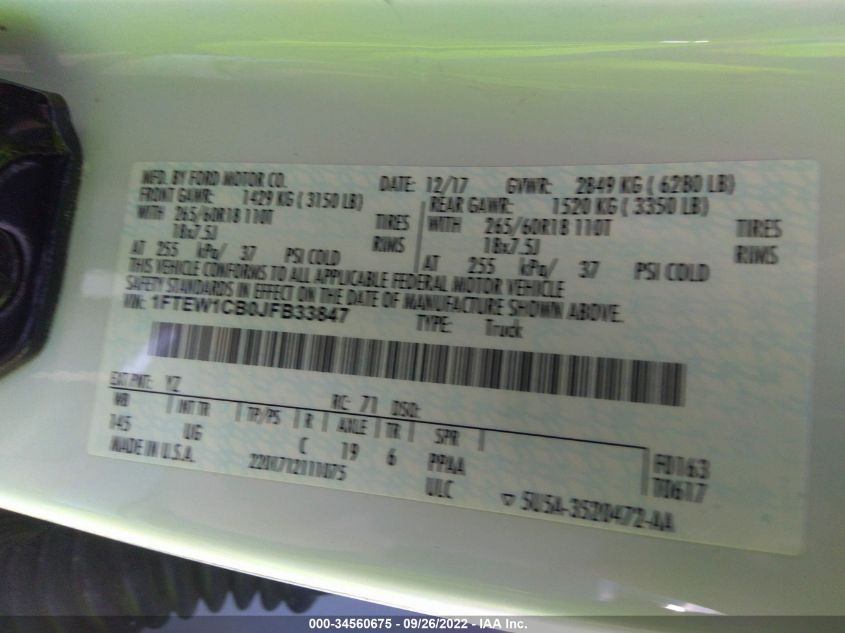 MFD. BY FORD MOTOR CO. DATE: 12/17 GVWR: 2849 KG ( 6280 LB)
FRONT GAWR: 1429 KG ( 3150 LB) REAR GAWR: 1520 KG ( 3350 LB)
WITH 265/60R18 110T TIRES WITH 265/60R18 110T TIRES
18x7.5J RIMS 18x7.5J RIMS
AT 255 kPa/ 37 PSI COLD AT 255 kPa/ 37 PSI COLD
THIS VEHICLE CONFORMS TO ALL APPLICABLE FEDERAL MOTOR VEHICLE
SAFETY STANDARDS IN EFFECT ON THE DATE OF MANUFACTURE SHOWN ABOVE.
VIN: 1FTEW1CB0JFB33847 TYPE: Truck
EXT PNT: YZ RC: 71 DSO:
WB INT TR TP/PS R AXLE TR SPR F0163
145 UG C 19 6 PPAA T0617
MADE IN U.S.A. ULC
5U5A-3520472-AA
000-34560675 - 09/26/2022 - IAA Inc.